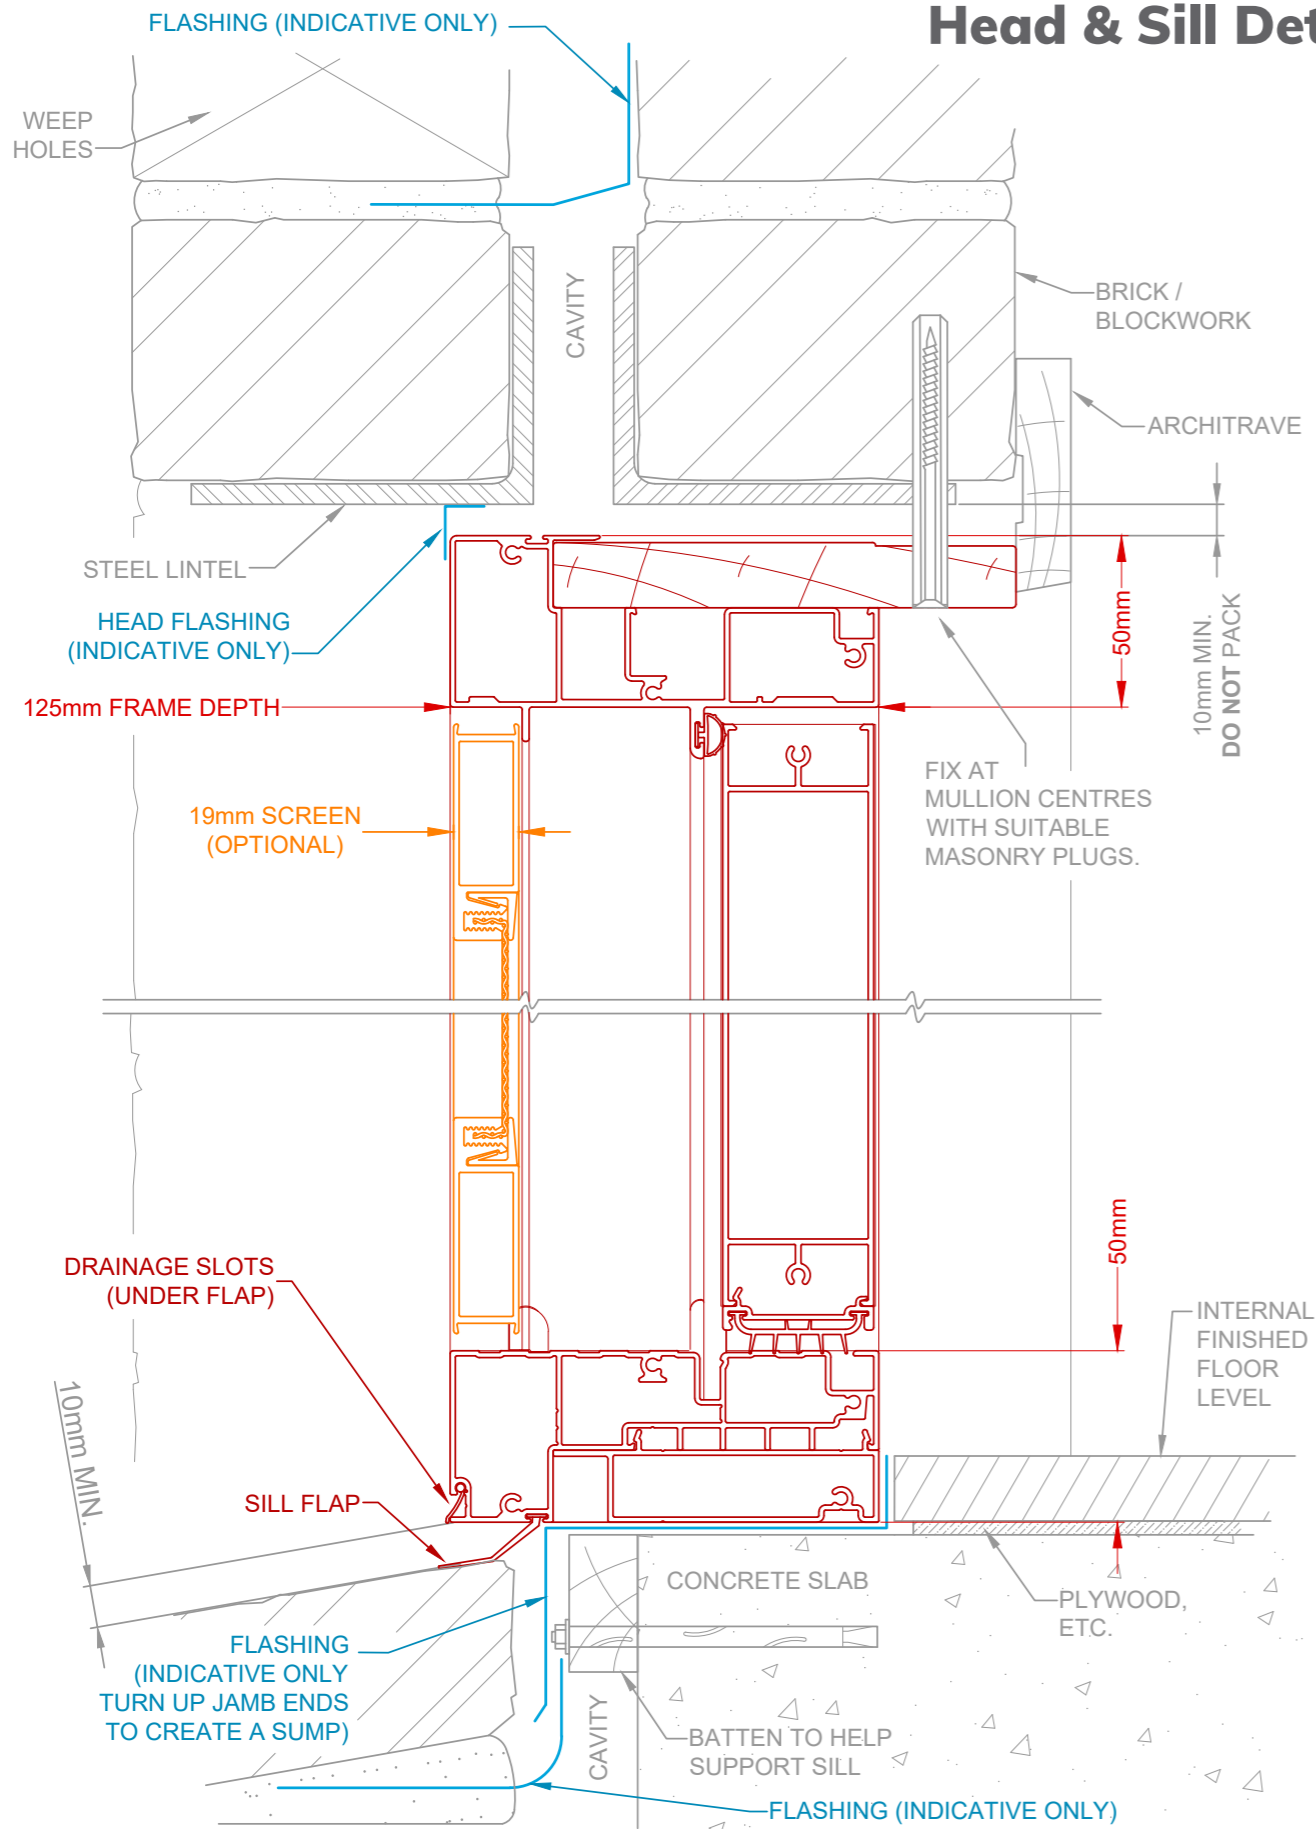 Head & Sill Det
FLASHING (INDICATIVE ONLY)
WEEP
HOLES
CAVITY
BRICK /
BLOCKWORK
ARCHITRAVE
STEEL LINTEL
HEAD FLASHING
(INDICATIVE ONLY)
50mm
10mm MIN.
DO NOT PACK
125mm FRAME DEPTH
FIX AT
MULLION CENTRES
WITH SUITABLE
MASONRY PLUGS.
19mm SCREEN
(OPTIONAL)
50mm
DRAINAGE SLOTS
(UNDER FLAP)
INTERNAL
FINISHED
FLOOR
LEVEL
10mm MIN.
SILL FLAP
CONCRETE SLAB
PLYWOOD,
ETC.
FLASHING
(INDICATIVE ONLY
TURN UP JAMB ENDS
TO CREATE A SUMP)
CAVITY
BATTEN TO HELP
SUPPORT SILL
FLASHING (INDICATIVE ONLY)